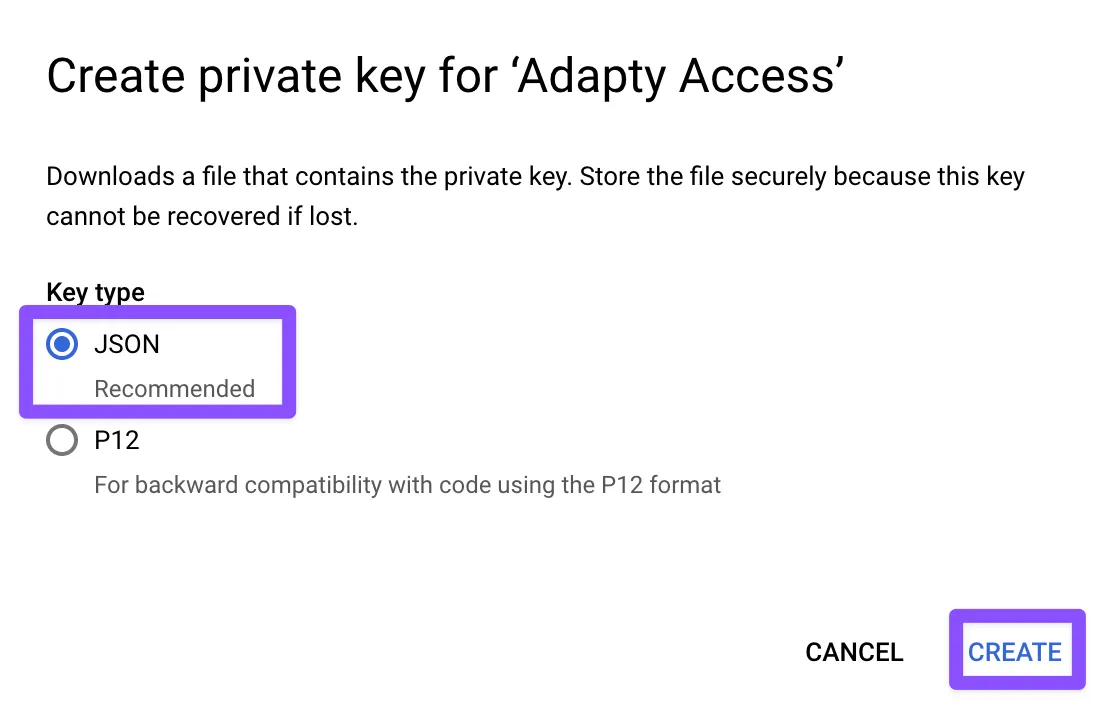 Create private key for ‘Adapty Access’
Downloads a file that contains the private key. Store the file securely because this key
cannot be recovered if lost.
Key type
JSON
Recommended
P12
For backward compatibility with code using the P12 format
CANCEL
CREATE